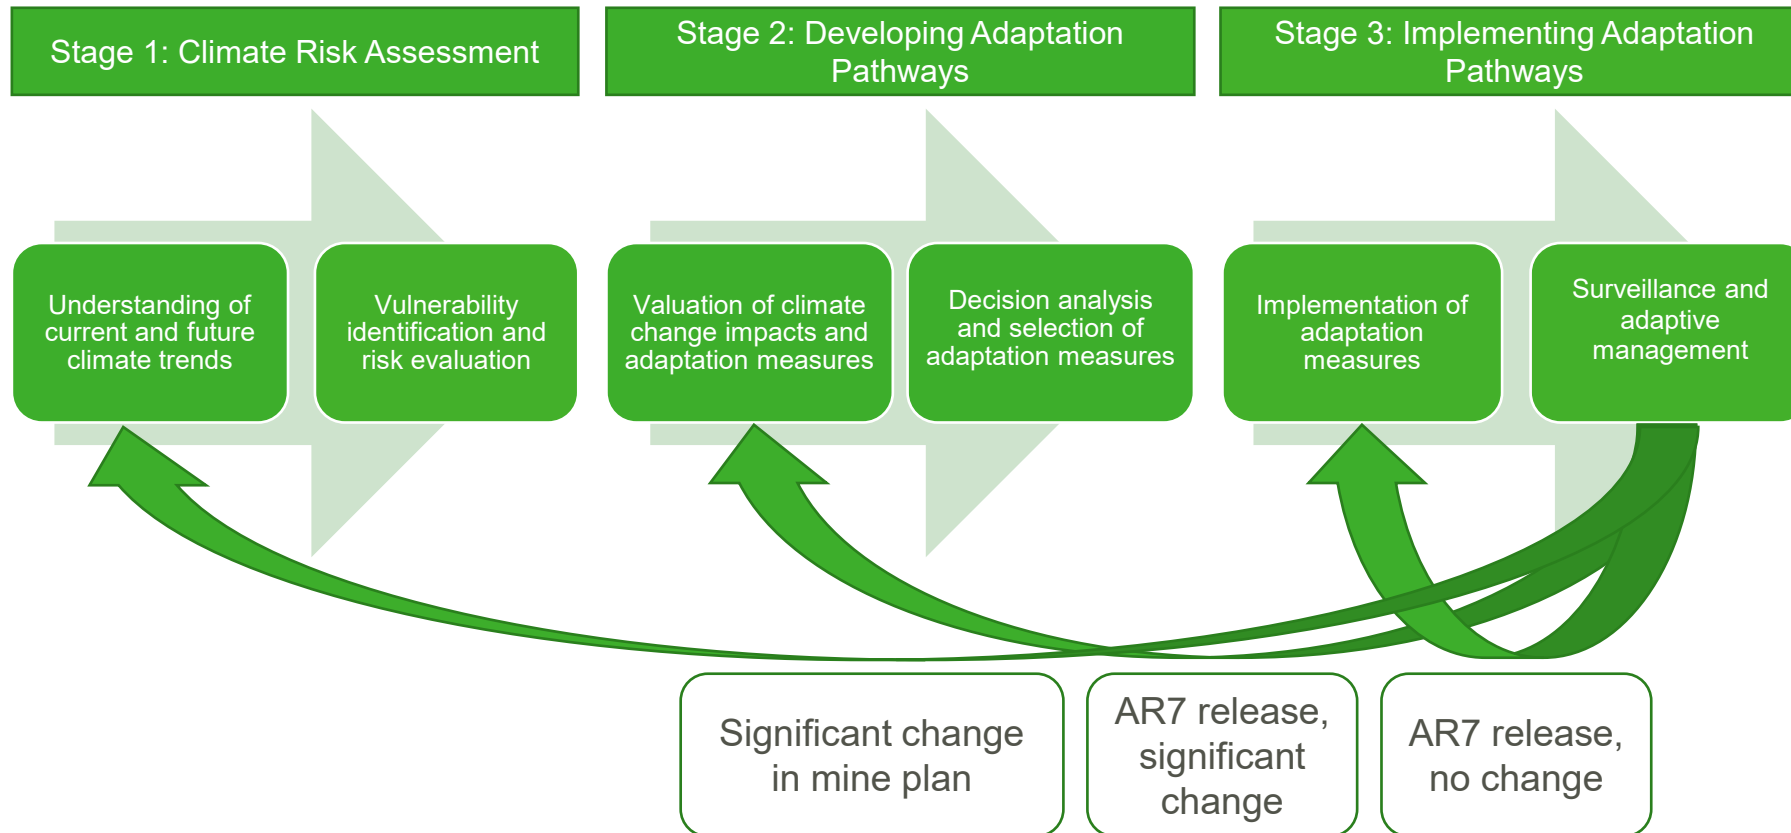 Stage 1: Climate Risk Assessment
Stage 2: Developing Adaptation
Pathways
Stage 3: Implementing Adaptation
Pathways
Understanding of
current and future
climate trends
Vulnerability
identification and
risk evaluation
Valuation of climate
change impacts and
adaptation measures
Decision analysis
and selection of
adaptation measures
Implementation of
adaptation
measures
Surveillance and
adaptive
management
Significant change
in mine plan
AR7 release,
significant
change
AR7 release,
no change